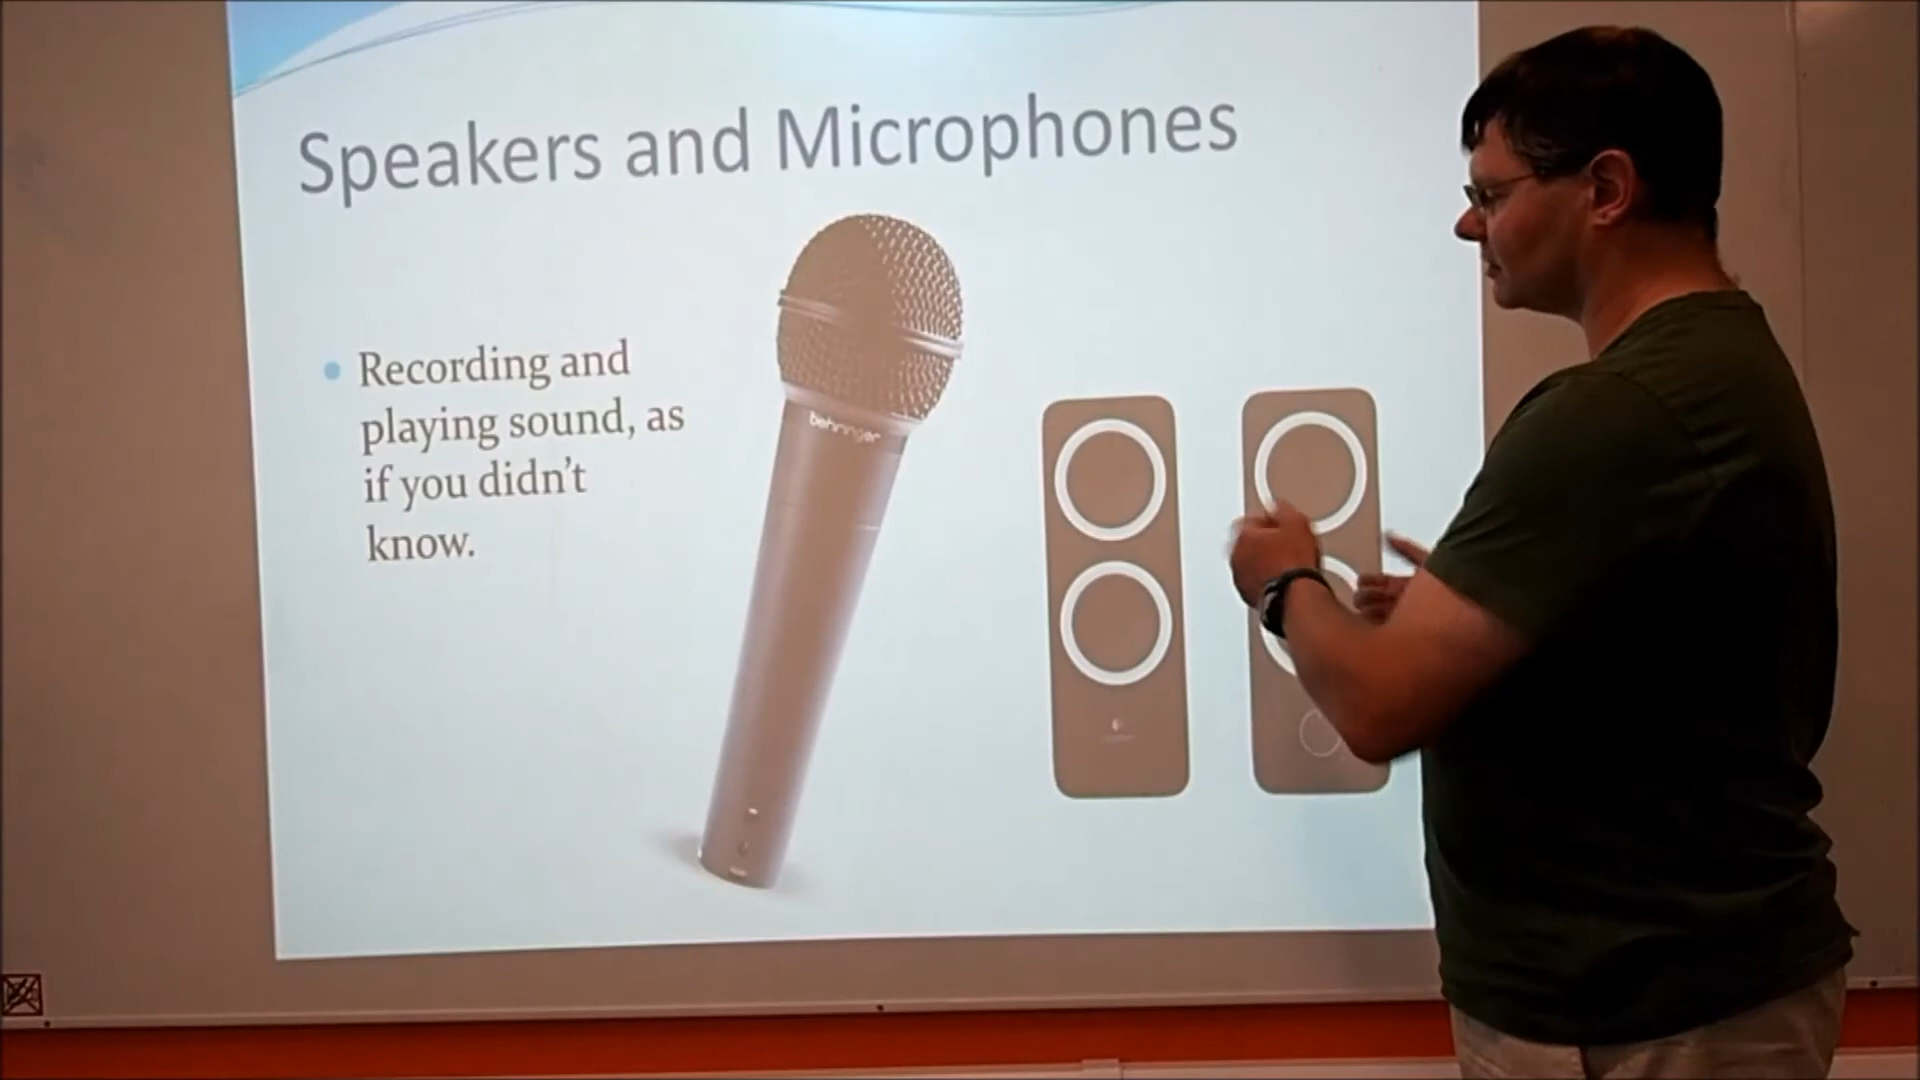 Speakers and Microphones
• Recording and
playing sound, as
if you didn't
know.
behringer